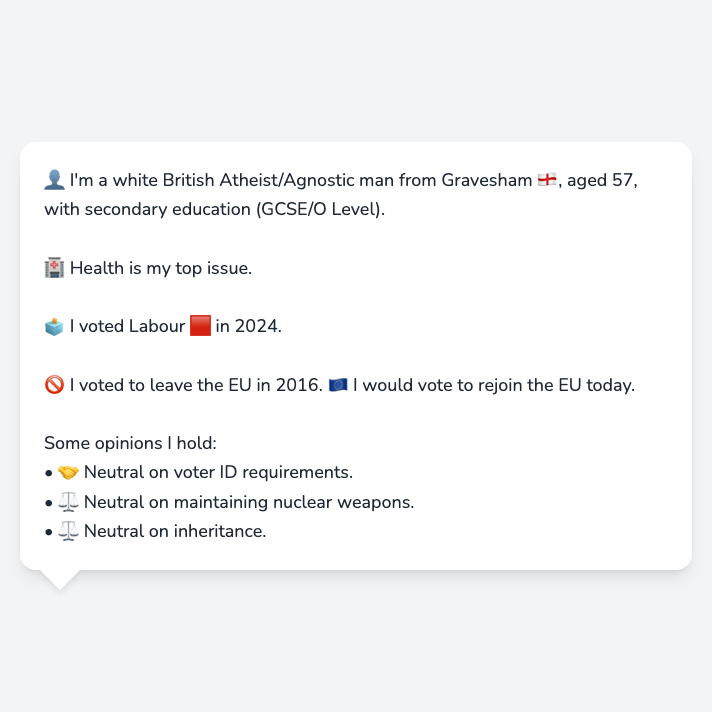 👤 I'm a white British Atheist/Agnostic man from Gravesham 🏴󠁧󠁢󠁥󠁮󠁧󠁿, aged 57,
with secondary education (GCSE/O Level).
🏥 Health is my top issue.
🗳️ I voted Labour 🟥 in 2024.
🚫 I voted to leave the EU in 2016. 🇪🇺 I would vote to rejoin the EU today.
Some opinions I hold:
• 🤝 Neutral on voter ID requirements.
• ⚖️ Neutral on maintaining nuclear weapons.
• ⚖️ Neutral on inheritance.